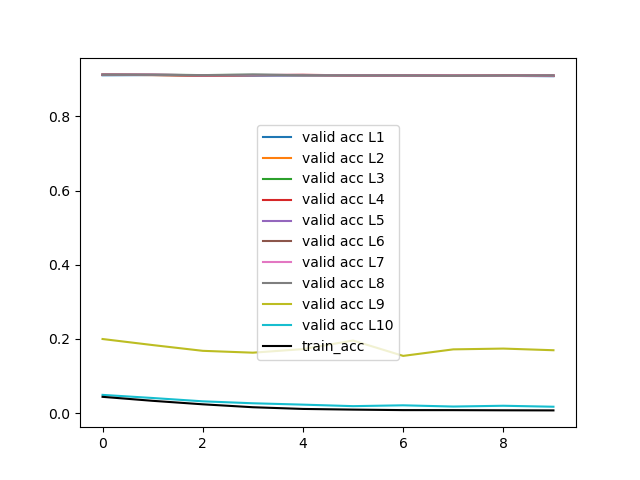 0.8
0.6
0.4
0.2
0.0
valid acc L1
valid acc L2
valid acc L3
valid acc L4
valid acc L5
valid acc L6
valid acc L7
valid acc L8
valid acc L9
valid acc L10
train_acc
0 2 4 6 8